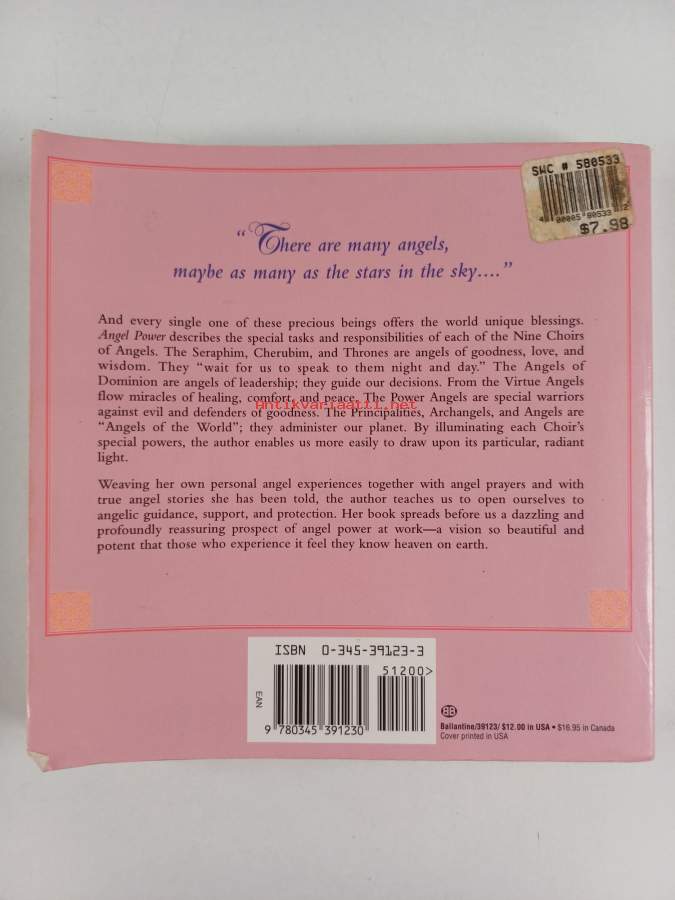 SWC # 580533
4 00005 80533 2
$7.98
“There are many angels,
maybe as many as the stars in the sky....”
And every single one of these precious beings offers the world unique blessings.
Angel Power describes the special tasks and responsibilities of each of the Nine Choirs
of Angels. The Seraphim, Cherubim, and Thrones are angels of goodness, love, and
wisdom. They “wait for us to speak to them night and day.” The Angels of
Dominion are angels of leadership; they guide our decisions. From the Virtue Angels
flow miracles of healing, comfort, and peace. The Power Angels are special warriors
Antikvariaatti.net
against evil and defenders of goodness. The Principalities, Archangels, and Angels are
“Angels of the World”; they administer our planet. By illuminating each Choir’s
special powers, the author enables us more easily to draw upon its particular, radiant
light.
Weaving her own personal angel experiences together with angel prayers and with
true angel stories she has been told, the author teaches us to open ourselves to
angelic guidance, support, and protection. Her book spreads before us a dazzling and
profoundly reassuring prospect of angel power at work—a vision so beautiful and
potent that those who experience it feel they know heaven on earth.
ISBN 0-345-39123-3
51200>
EAN
9 780345 391230
BB
Ballantine/39123/ $12.00 in USA • $16.95 in Canada
Cover printed in USA